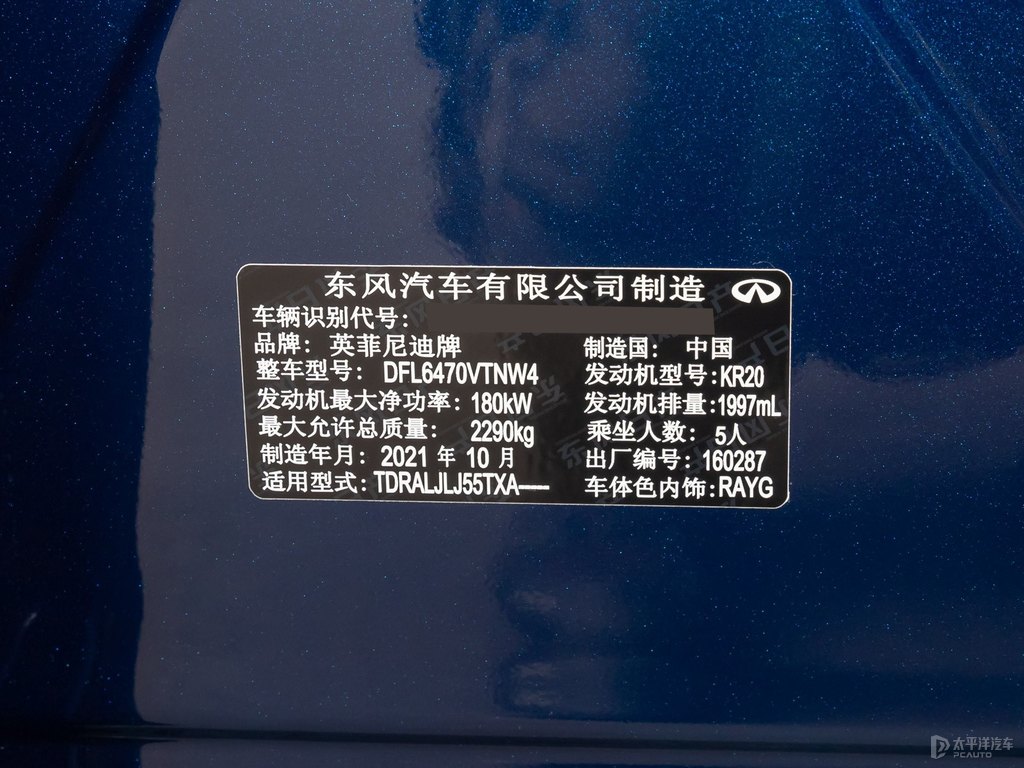 东风汽车有限公司制造
车辆识别代号:
品牌: 英菲尼迪牌 制造国: 中国
整车型号: DFL6470VTNW4 发动机型号:KR20
发动机最大净功率: 180kW 发动机排量:1997mL
最大允许总质量: 2290kg 乘坐人数: 5人
制造年月: 2021 年 10 月 出厂编号: 160287
适用型式:TDRALJLJ55TXA-—— 车体色内饰:RAYG
太平洋汽车
PCAUTO